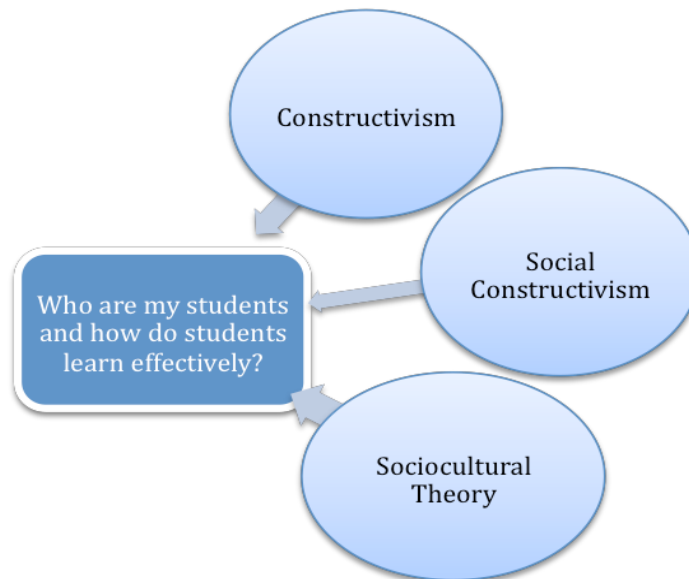 Constructivism
Social
Constructivism
Who are my students
and how do students
learn effectively?
Sociocultural
Theory